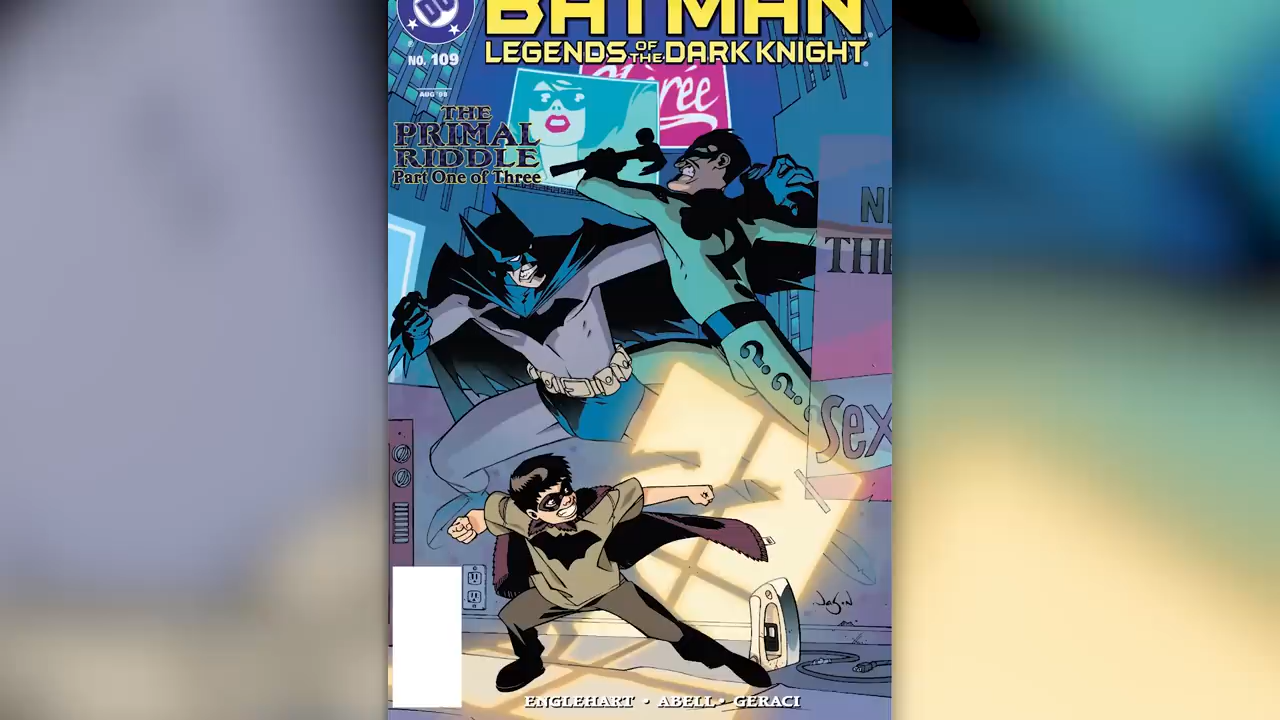 DC
BATMAN
LEGENDS OF THE DARK KNIGHT
NO. 109
AUG '98
THE
PRIMAL
RIDDLE
Part One of Three
THE
Sex
? ? ?
ENGLEHART • ABELL • GERACI